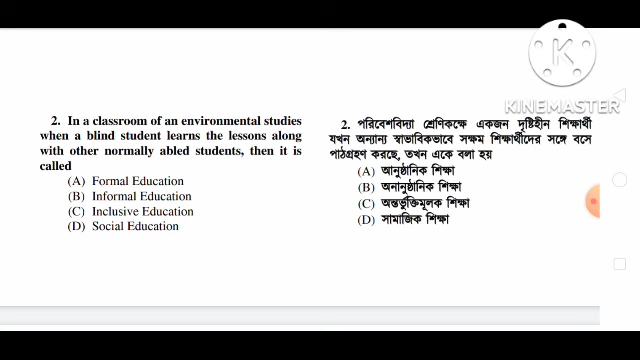 KINEMASTER
2. In a classroom of an environmental studies
when a blind student learns the lessons along
with other normally abled students, then it is
called
(A) Formal Education
(B) Informal Education
(C) Inclusive Education
(D) Social Education
2. পরিবেশবিদ্যা শ্রেণিকক্ষে একজন দৃষ্টিহীন শিক্ষার্থী
যখন অন্যান্য স্বাভাবিকভাবে সক্ষম শিক্ষার্থীদের সঙ্গে বসে
পাঠগ্রহণ করছে, তখন একে বলা হয়
(A) আনুষ্ঠানিক শিক্ষা
(B) অনানুষ্ঠানিক শিক্ষা
(C) অন্তর্ভুক্তিমূলক শিক্ষা
(D) সামাজিক শিক্ষা